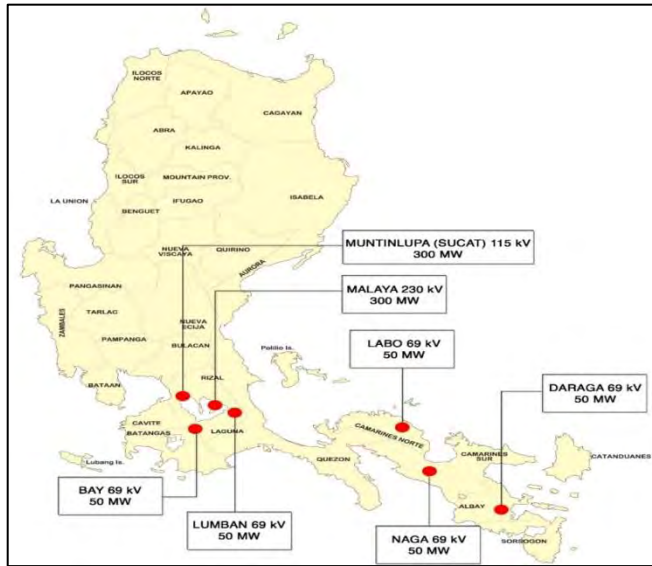 ILOCOS
NORTE
APAYAO
CAGAYAN
ABRA
KALINGA
ILOCOS
SUR
MOUNTAIN PROV.
LA UNION
IFUGAO
ISABELA
BENGUET
MUNTINLUPA (SUCAT) 115 kV
300 MW
NUEVA
VISCAYA
QUIRINO
AURORA
PANGASINAN
MALAYA 230 kV
300 MW
ZAMBALES
TARLAC
NUEVA
ECIJA
PAMPANGA
BULACAN
Polilio Is.
LABO 69 kV
50 MW
BATAAN
RIZAL
DARAGA 69 kV
50 MW
CAVITE
BATANGAS
LAGUNA
CAMARINES NORTE
Lubang Is.
QUEZON
CAMARINES
SUR
CATANDUANES
BAY 69 kV
50 MW
LUMBAN 69 kV
50 MW
ALBAY
NAGA 69 kV
50 MW
SORSOGON